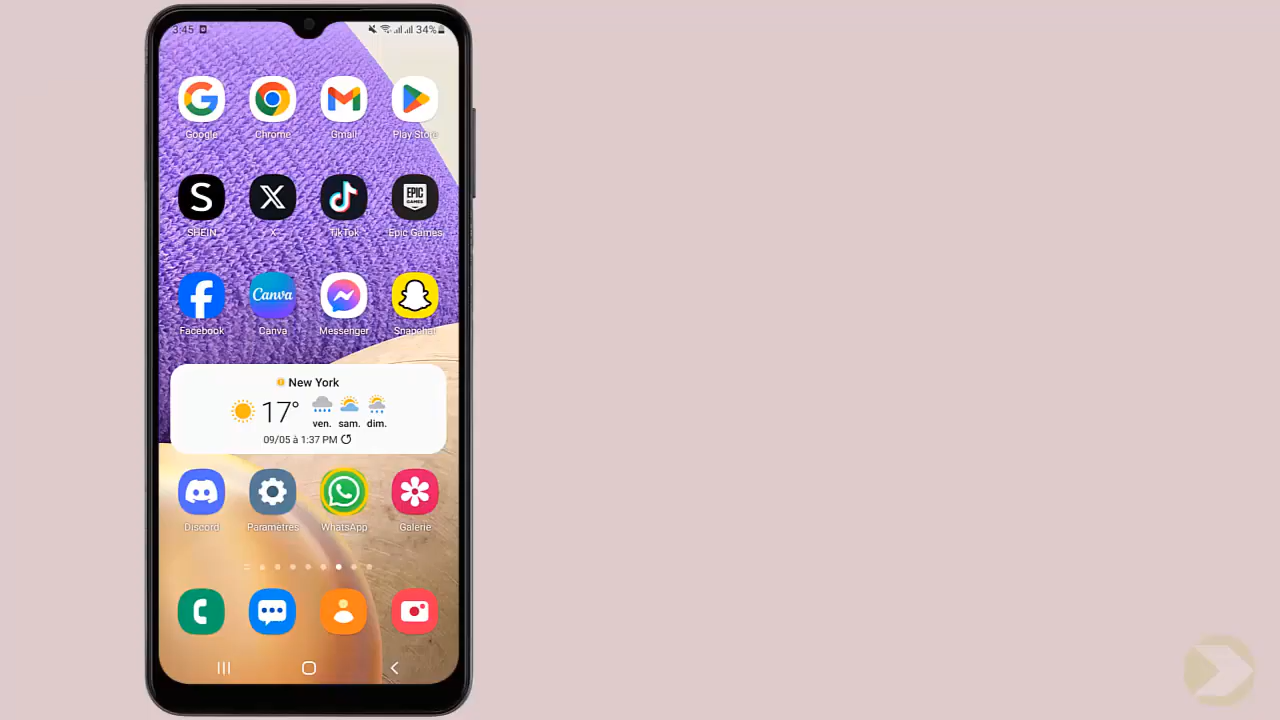 3:45 34%
Google Chrome Gmail Play Store
SHEIN X TikTok EPIC GAMES Epic Games
Canva
Facebook Canva Messenger Snapchat
New York
17°
ven. sam. dim.
09/05 à 1:37 PM
Discord Paramètres WhatsApp Galerie